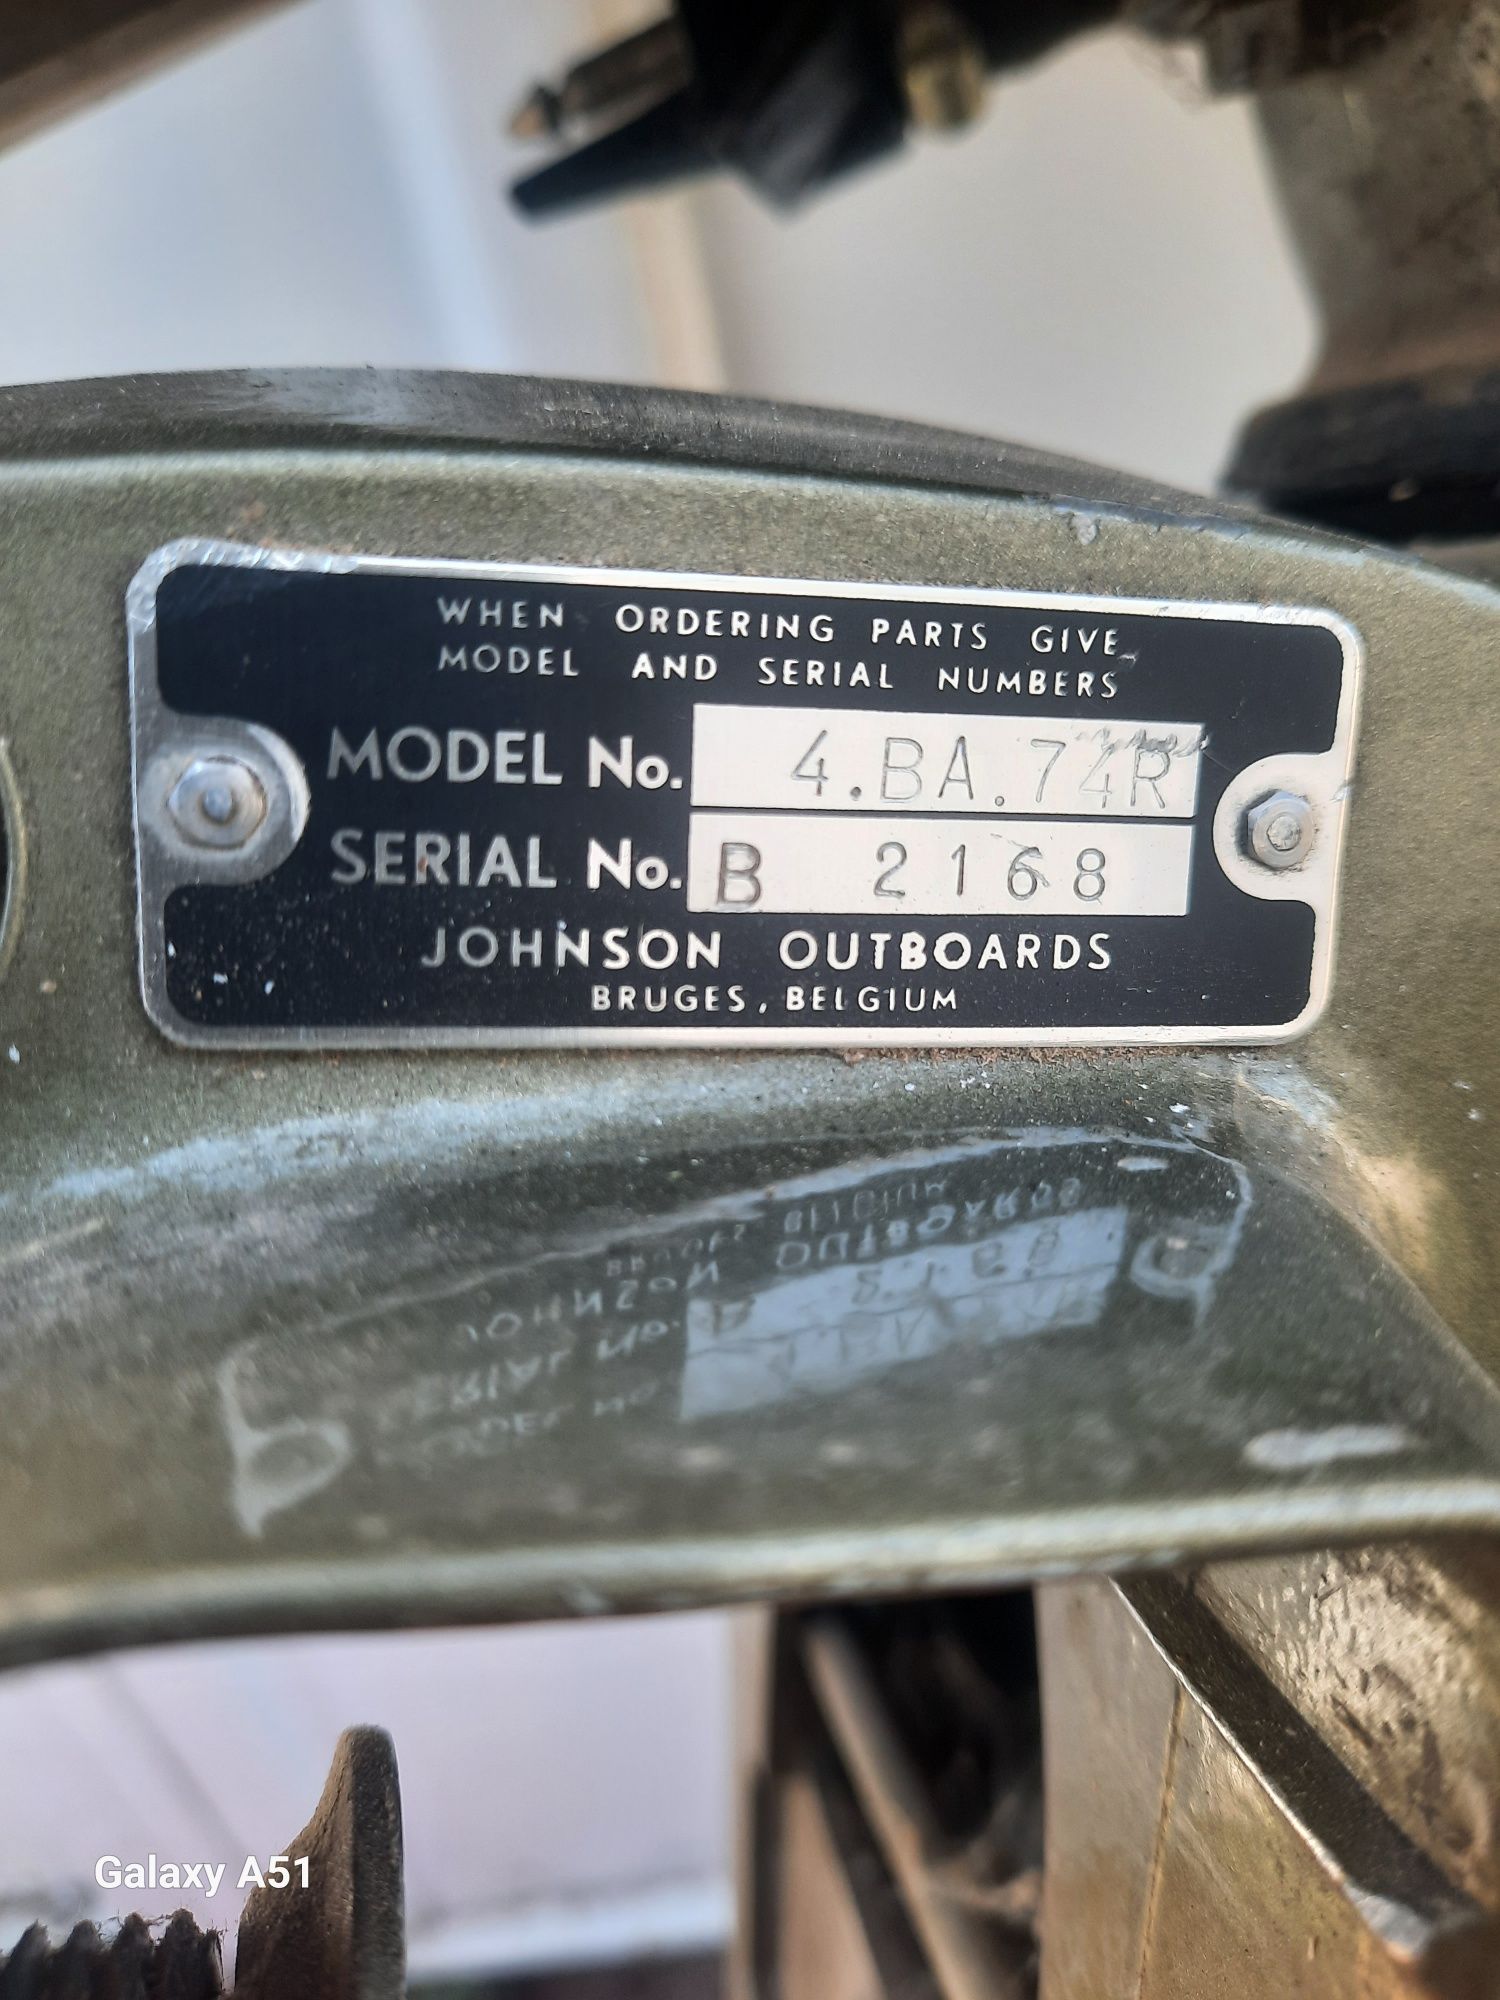 WHEN ORDERING PARTS GIVE
MODEL AND SERIAL NUMBERS
MODEL No. 4.BA.74R
SERIAL No. B 2168
JOHNSON OUTBOARDS
BRUGES, BELGIUM
Galaxy A51